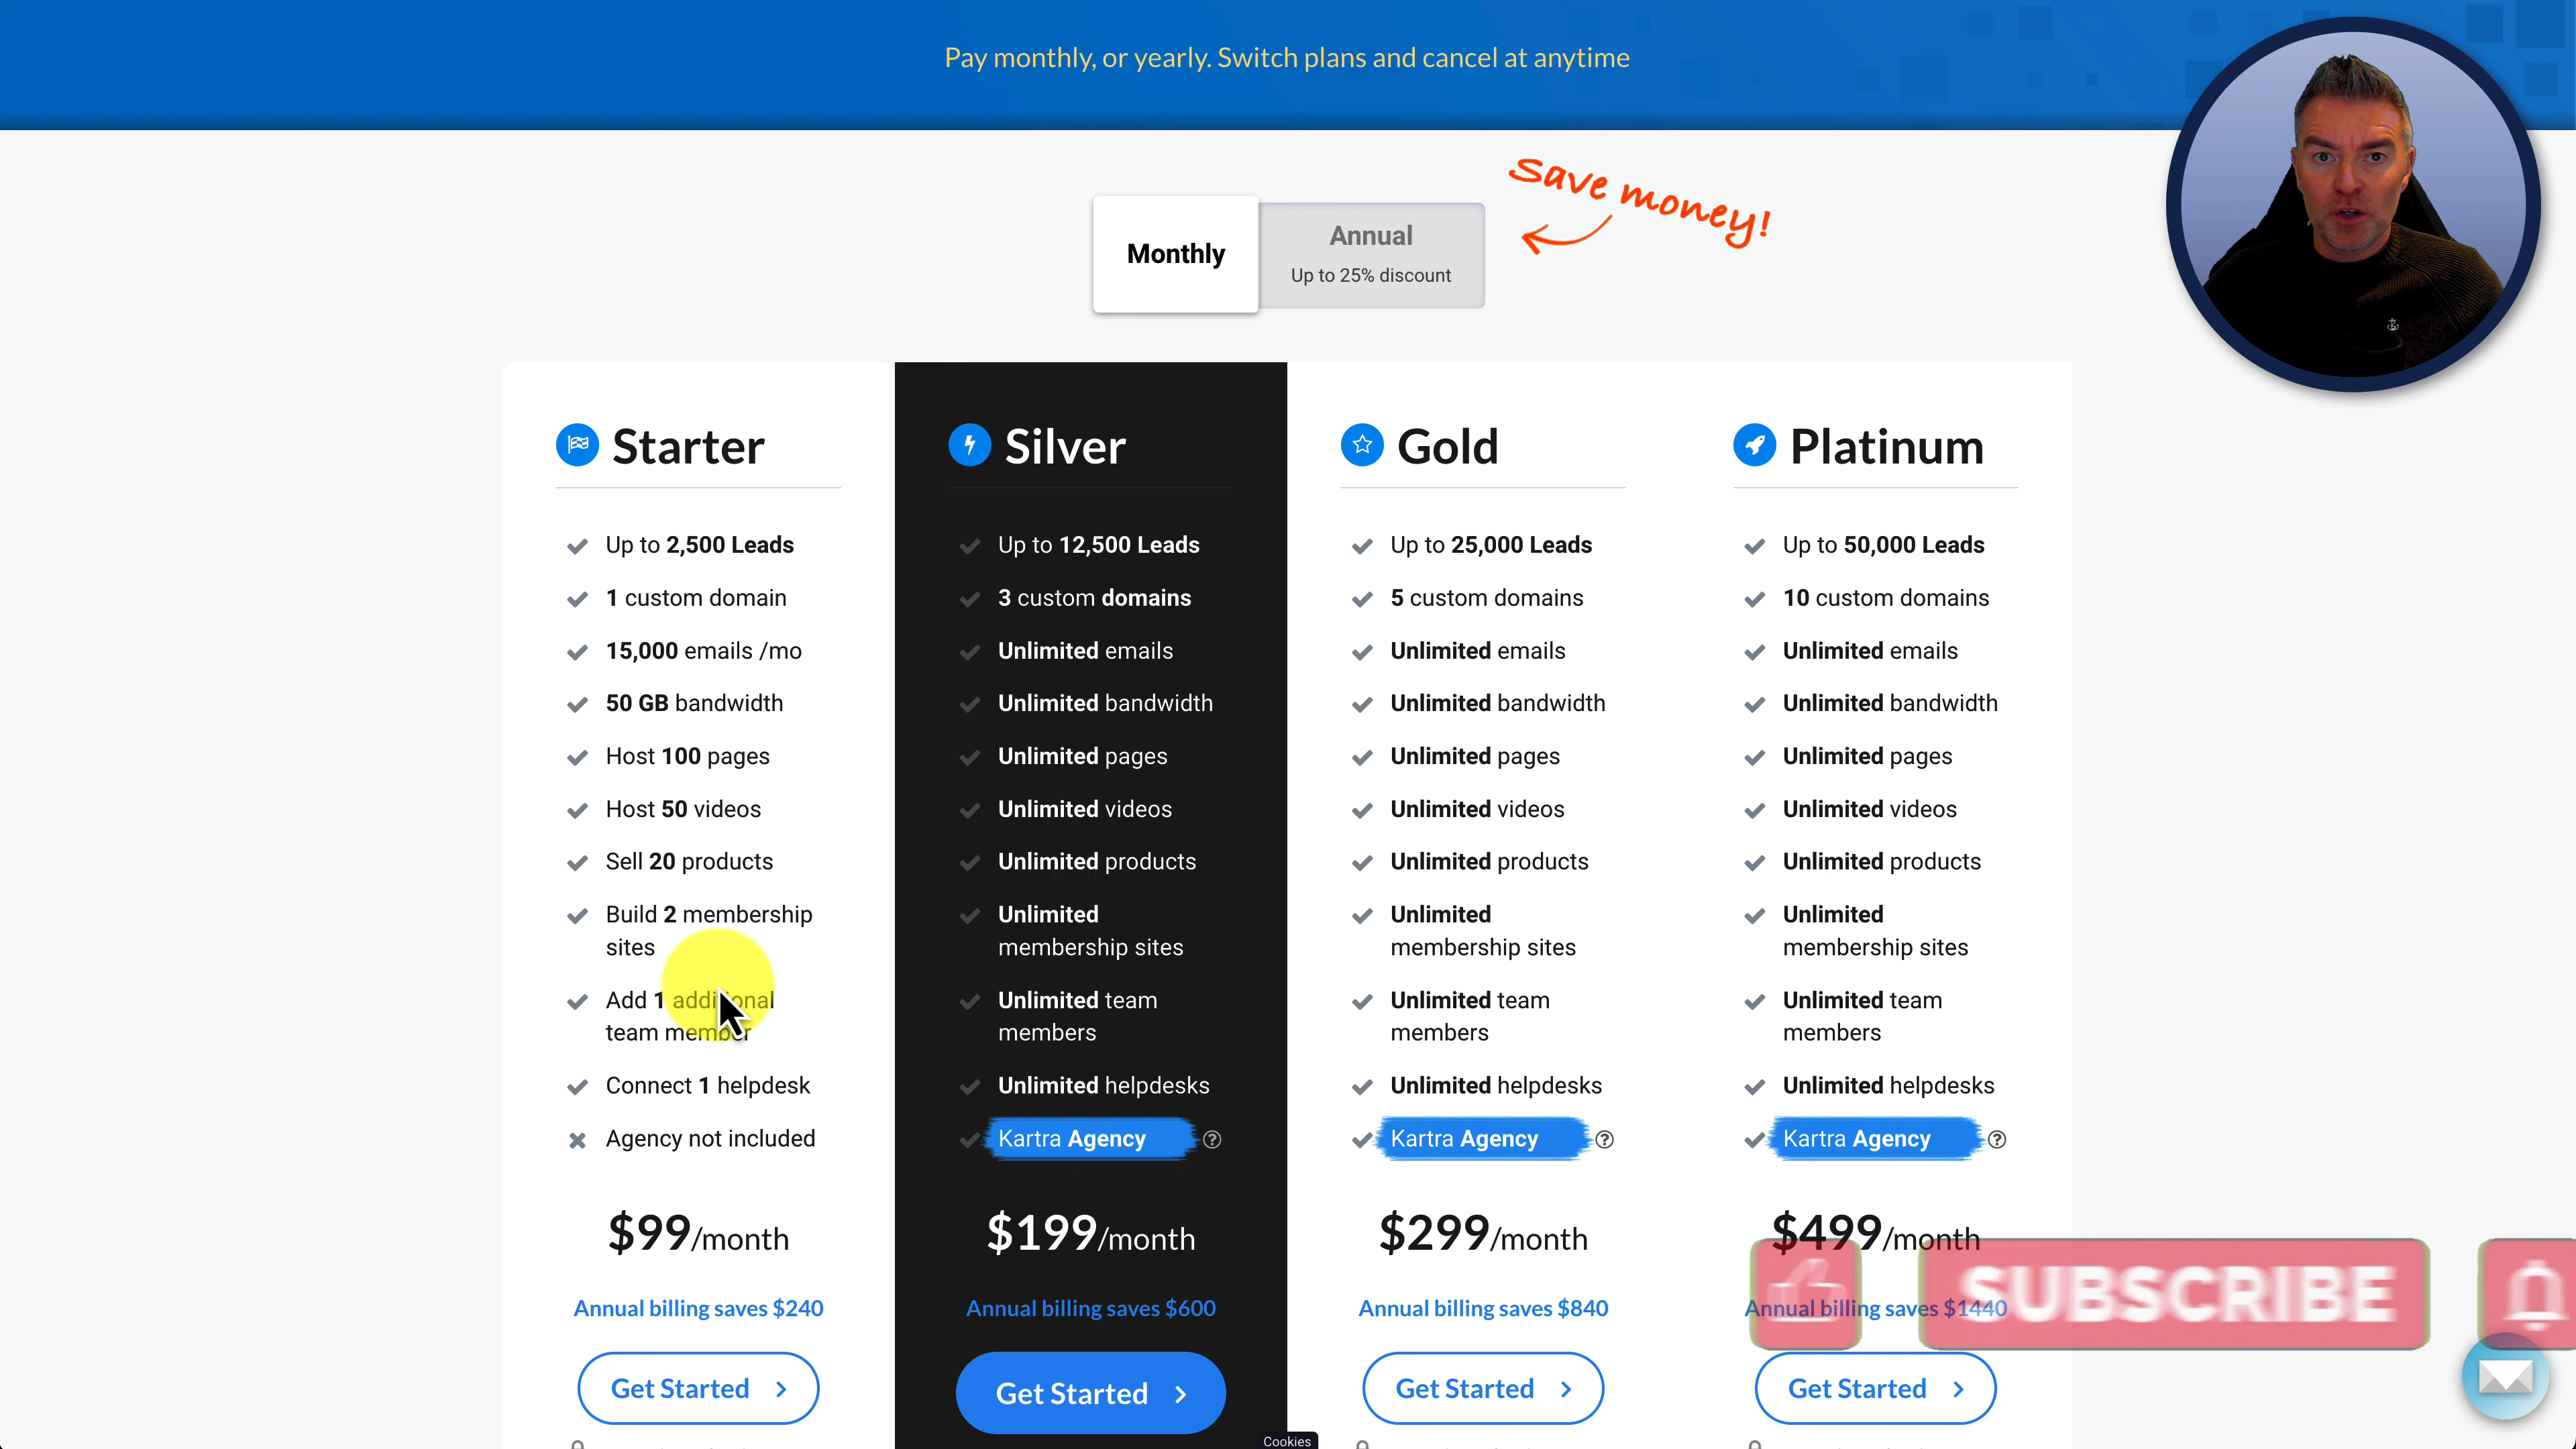 Pay monthly, or yearly. Switch plans and cancel at anytime
Save money!
Monthly
Annual
Up to 25% discount
Starter
Up to 2,500 Leads
1 custom domain
15,000 emails /mo
50 GB bandwidth
Host 100 pages
Host 50 videos
Sell 20 products
Build 2 membership
sites
Add 1 additional
team member
Connect 1 helpdesk
Agency not included
$99/month
Annual billing saves $240
Get Started
Silver
Up to 12,500 Leads
3 custom domains
Unlimited emails
Unlimited bandwidth
Unlimited pages
Unlimited videos
Unlimited products
Unlimited
membership sites
Unlimited team
members
Unlimited helpdesks
Kartra Agency
$199/month
Annual billing saves $600
Get Started
Gold
Up to 25,000 Leads
5 custom domains
Unlimited emails
Unlimited bandwidth
Unlimited pages
Unlimited videos
Unlimited products
Unlimited
membership sites
Unlimited team
members
Unlimited helpdesks
Kartra Agency
$299/month
Annual billing saves $840
Get Started
Platinum
Up to 50,000 Leads
10 custom domains
Unlimited emails
Unlimited bandwidth
Unlimited pages
Unlimited videos
Unlimited products
Unlimited
membership sites
Unlimited team
members
Unlimited helpdesks
Kartra Agency
$499/month
Annual billing saves $1440
Get Started
SUBSCRIBE
Cookies